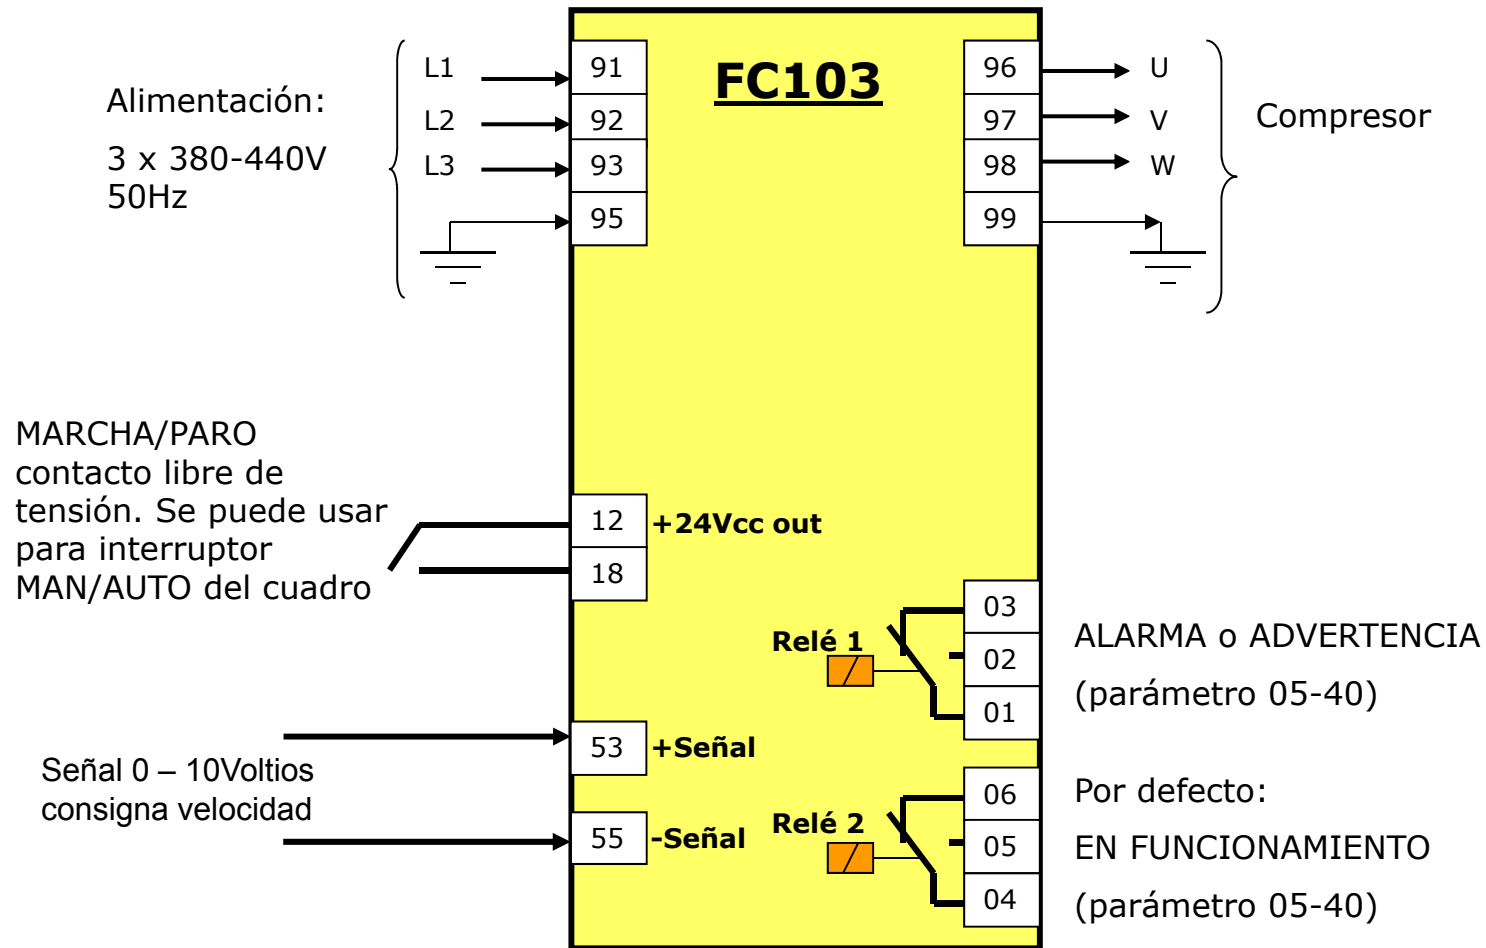 FC103
Alimentación:
3 x 380-440V
50Hz
L1
L2
L3
91
92
93
95
96
97
98
99
U
V
W
Compresor
MARCHA/PARO
contacto libre de
tensión. Se puede usar
para interruptor
MAN/AUTO del cuadro
12
+24Vcc out
18
Señal 0 – 10Voltios
consigna velocidad
53
+Señal
55
-Señal
Relé 1
03
02
01
ALARMA o ADVERTENCIA
(parámetro 05-40)
Relé 2
06
05
04
Por defecto:
EN FUNCIONAMIENTO
(parámetro 05-40)